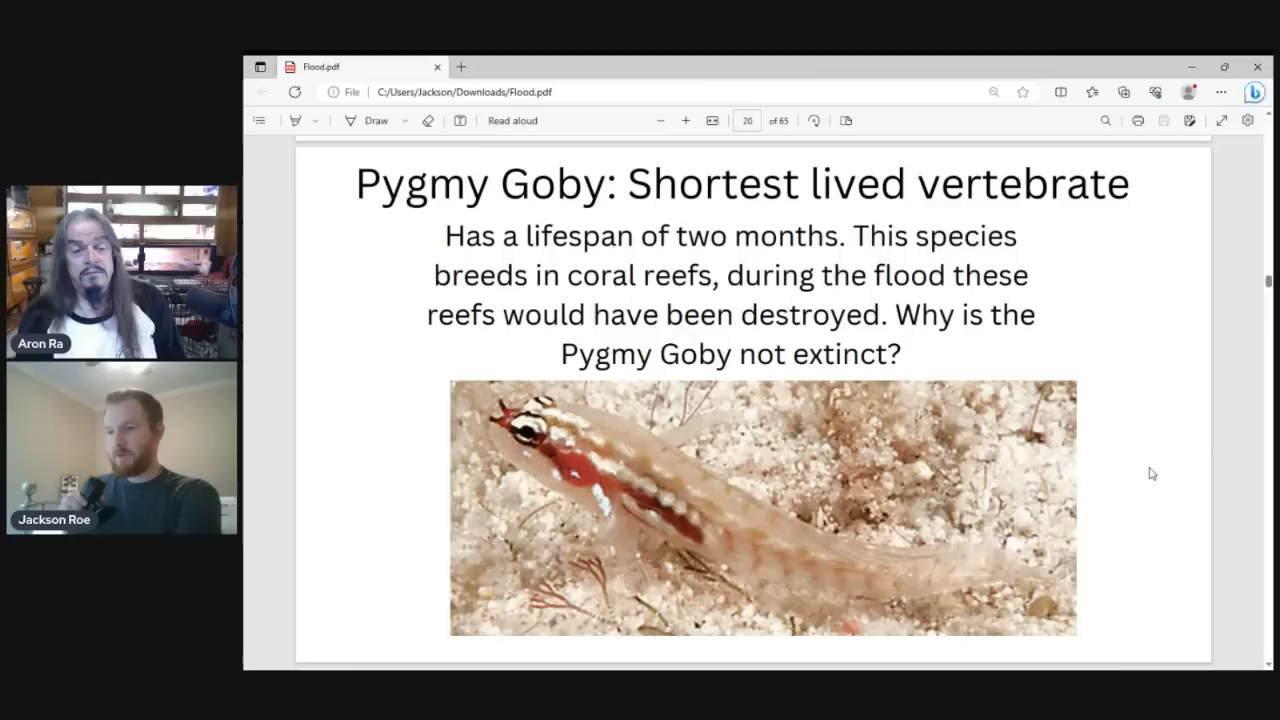 Flood.pdf
File
C:/Users/Jackson/Downloads/Flood.pdf
Draw
Read aloud
20 of 65
Pygmy Goby: Shortest lived vertebrate
Has a lifespan of two months. This species
breeds in coral reefs, during the flood these
reefs would have been destroyed. Why is the
Pygmy Goby not extinct?
Aron Ra
Jackson Roe